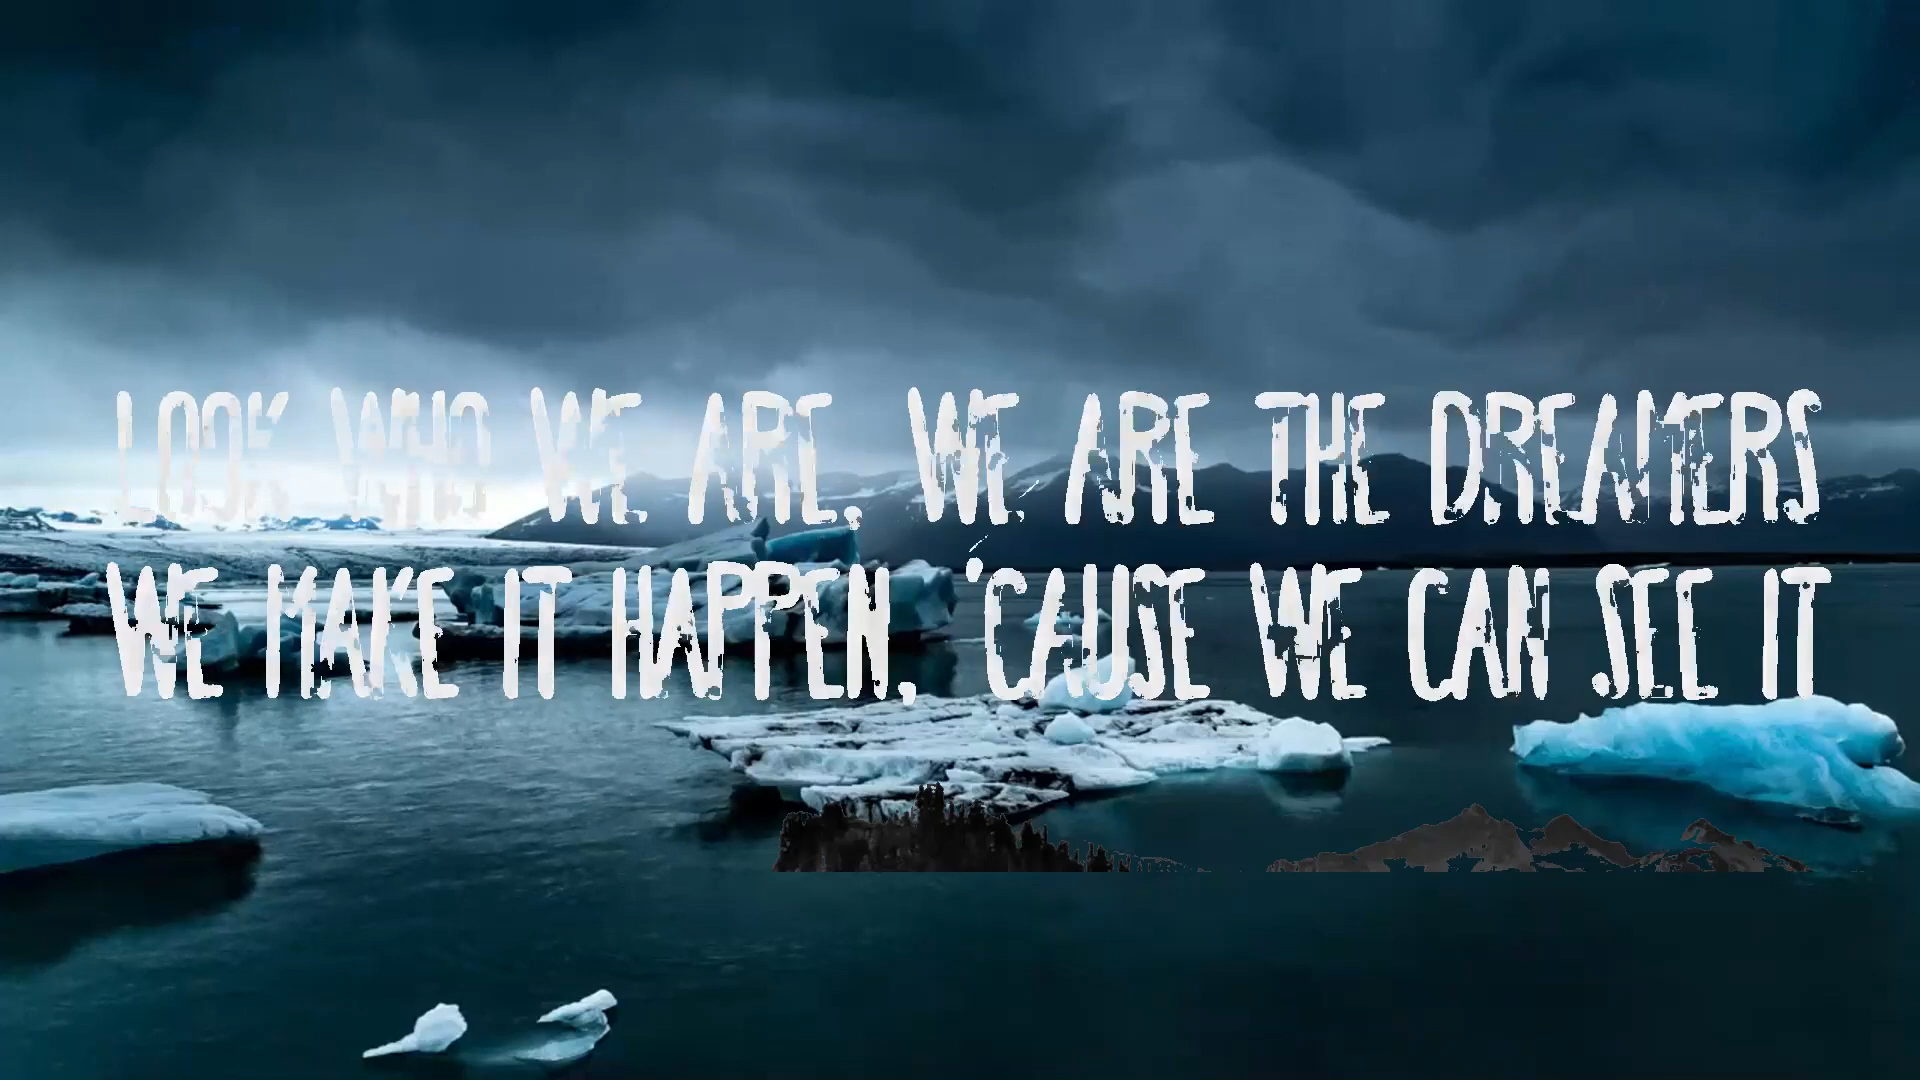 LOOK WHO WE ARE, WE ARE THE DREAMERS
WE MAKE IT HAPPEN, 'CAUSE WE CAN SEE IT